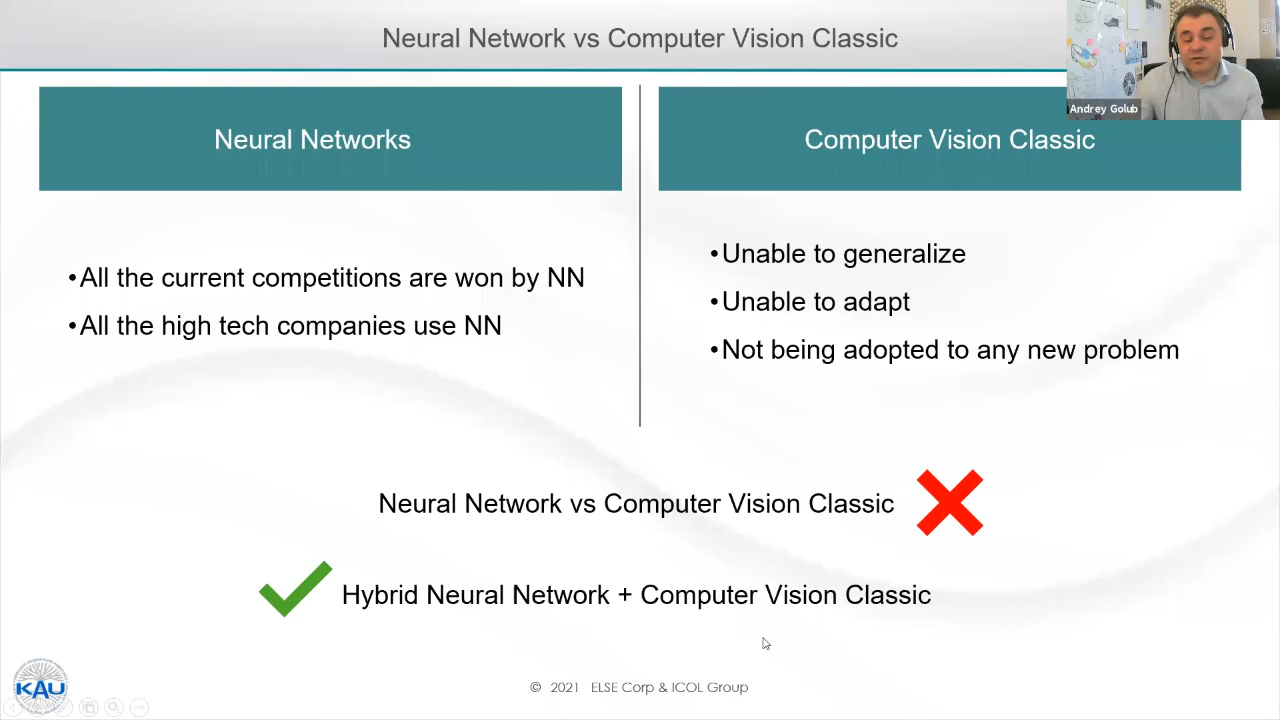 Neural Network vs Computer Vision Classic
Andrey Golub
Neural Networks
Computer Vision Classic
•All the current competitions are won by NN
•All the high tech companies use NN
•Unable to generalize
•Unable to adapt
•Not being adopted to any new problem
Neural Network vs Computer Vision Classic
Hybrid Neural Network + Computer Vision Classic
KAU
© 2021 ELSE Corp & ICOL Group